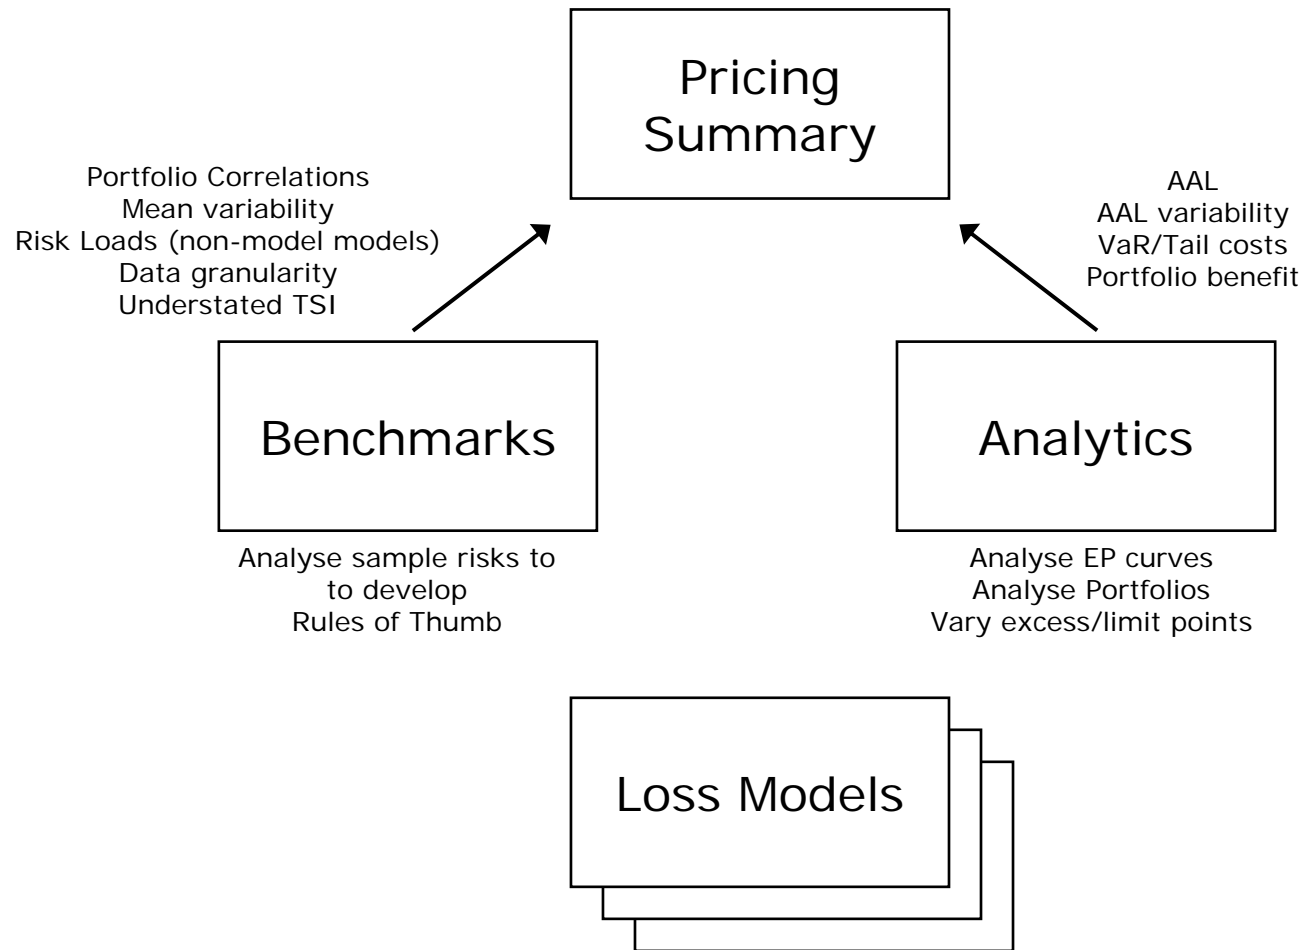 Pricing
Summary
Portfolio Correlations
Mean variability
Risk Loads (non-model models)
Data granularity
Understated TSI
AAL
AAL variability
VaR/Tail costs
Portfolio benefit
Benchmarks
Analytics
Analyse sample risks to
to develop
Rules of Thumb
Analyse EP curves
Analyse Portfolios
Vary excess/limit points
Loss Models